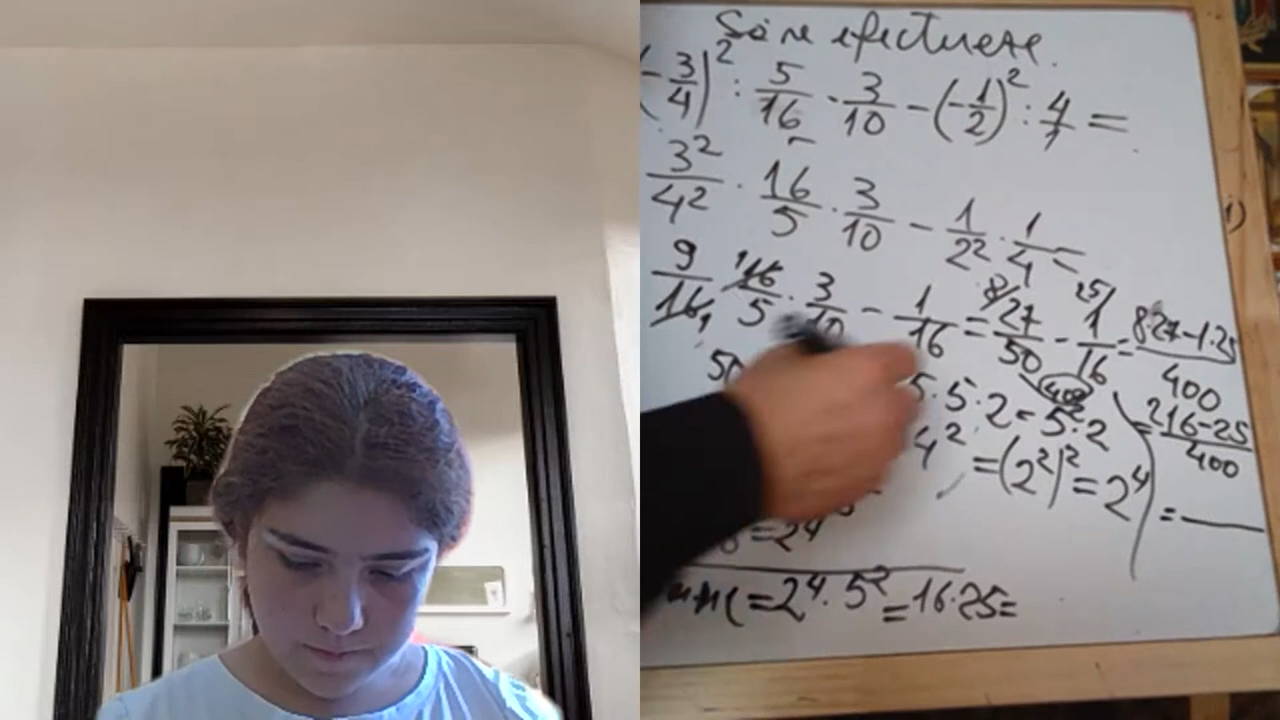 Să se efectueze.
(-3/4)² : 5/16 · 3/10 - (-1/2)² : 4/1 =
3²/4² · 16/5 · 3/10 - 1/2² · 1/4 =
9/16 · 16/5 · 3/10 - 1/16 = 27/50 - 1/16 = 8·27-1·25/400
5·5·2 = 5²·2
= 216-25/400
4² = (2²)² = 2⁴
= 2⁴ · 5² = 16·25 =